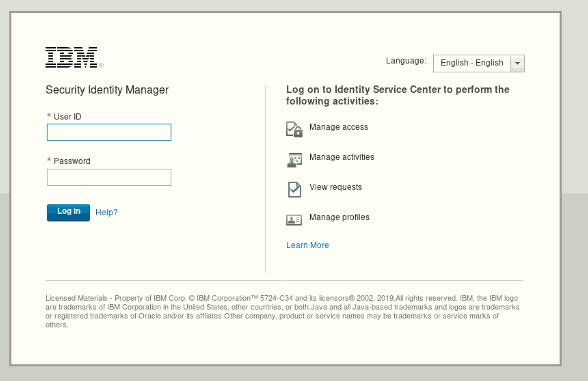 IBM®
Language: English - English
Security Identity Manager
* User ID
* Password
Log in Help?
Log on to Identity Service Center to perform the
following activities:
Manage access
Manage activities
View requests
Manage profiles
Learn More
Licensed Materials - Property of IBM Corp. © IBM Corporation™ 5724-C34 and its licensors® 2002, 2019.All rights reserved. IBM, the IBM logo
are trademarks of IBM Corporation in the United States, other countries, or both.Java and all Java-based trademarks and logos are trademarks
or registered trademarks of Oracle and/or its affliates.Other company, product or service names may be trademarks or service marks of
others.